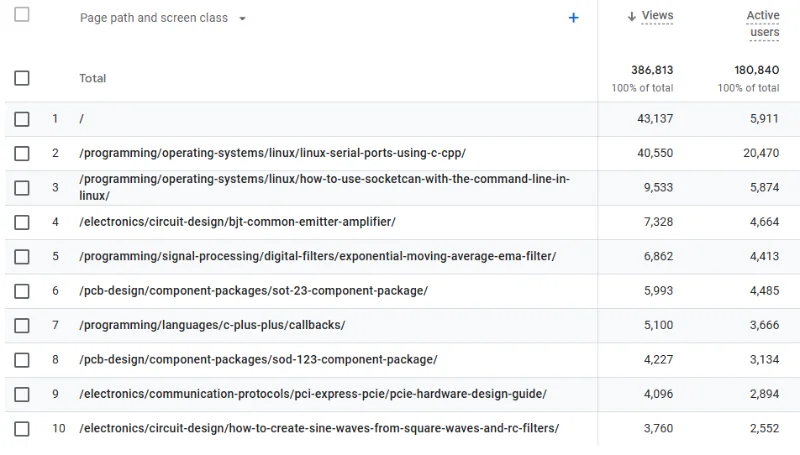 Page path and screen class
+
↓ Views
Active
users
Total
386,813
180,840
100% of total
100% of total
1 / 43,137 5,911
2 /programming/operating-systems/linux/linux-serial-ports-using-c-cpp/ 40,550 20,470
3 /programming/operating-systems/linux/how-to-use-socketcan-with-the-command-line-in-
linux/ 9,533 5,874
4 /electronics/circuit-design/bjt-common-emitter-amplifier/ 7,328 4,664
5 /programming/signal-processing/digital-filters/exponential-moving-average-ema-filter/ 6,862 4,413
6 /pcb-design/component-packages/sot-23-component-package/ 5,993 4,485
7 /programming/languages/c-plus-plus/callbacks/ 5,100 3,666
8 /pcb-design/component-packages/sod-123-component-package/ 4,227 3,134
9 /electronics/communication-protocols/pci-express-pcie/pcie-hardware-design-guide/ 4,096 2,894
10 /electronics/circuit-design/how-to-create-sine-waves-from-square-waves-and-rc-filters/ 3,760 2,552